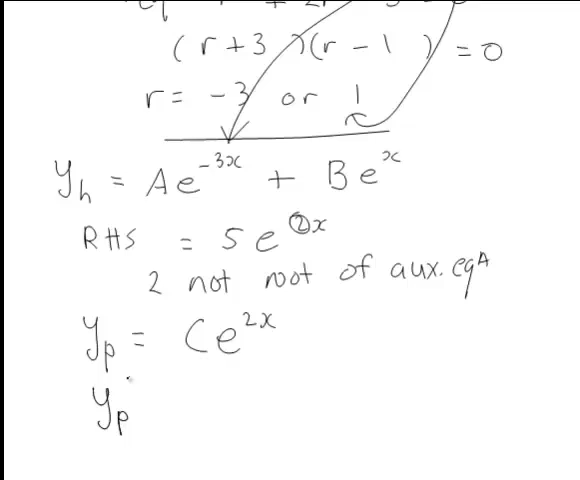 (r+3)(r-1) = 0
r = -3 or 1
y_h = Ae^{-3x} + Be^{x}
RHS = 5e^{②x}
2 not root of aux. eqⁿ
y_p = Ce^{2x}
y_p